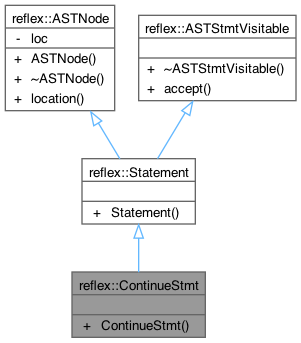 reflex::ASTNode
- loc
+ ASTNode()
+ ~ASTNode()
+ location()
reflex::ASTStmtVisitable
+ ~ASTStmtVisitable()
+ accept()
reflex::Statement
+ Statement()
reflex::ContinueStmt
+ ContinueStmt()